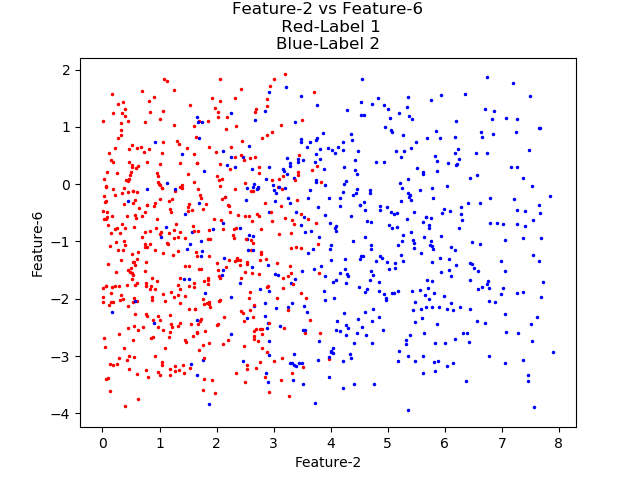 Feature-2 vs Feature-6
Red-Label 1
Blue-Label 2
2
1
0
−1
−2
−3
−4
Feature-6
0 1 2 3 4 5 6 7 8
Feature-2